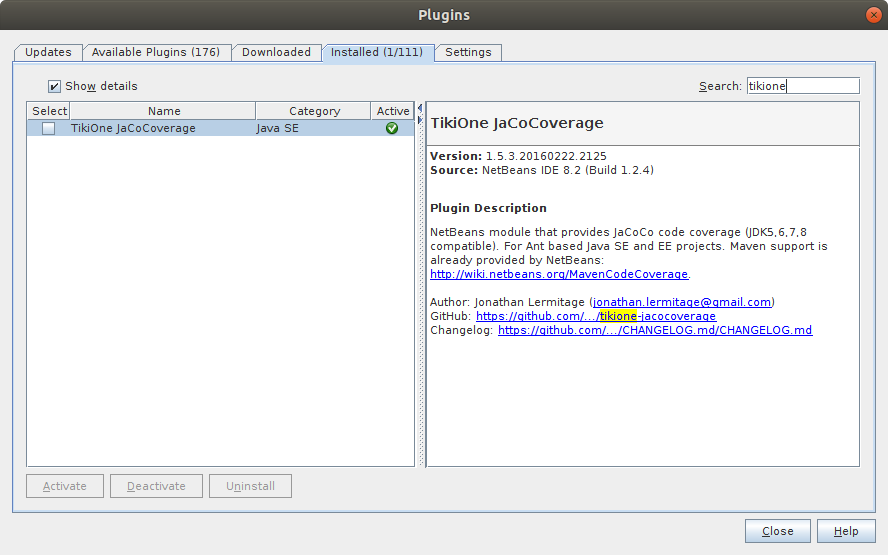 Plugins
Updates
Available Plugins (176)
Downloaded
Installed (1/111)
Settings
Show details
Search: tikione
Select Name Category Active
TikiOne JaCoCoverage Java SE
TikiOne JaCoCoverage
Version: 1.5.3.20160222.2125
Source: NetBeans IDE 8.2 (Build 1.2.4)
Plugin Description
NetBeans module that provides JaCoCo code coverage (JDK5,6,7,8
compatible). For Ant based Java SE and EE projects. Maven support is
already provided by NetBeans:
http://wiki.netbeans.org/MavenCodeCoverage.
Author: Jonathan Lermitage (jonathan.lermitage@gmail.com)
GitHub: https://github.com/.../tikione-jacocoverage
Changelog: https://github.com/.../CHANGELOG.md/CHANGELOG.md
Activate
Deactivate
Uninstall
Close
Help